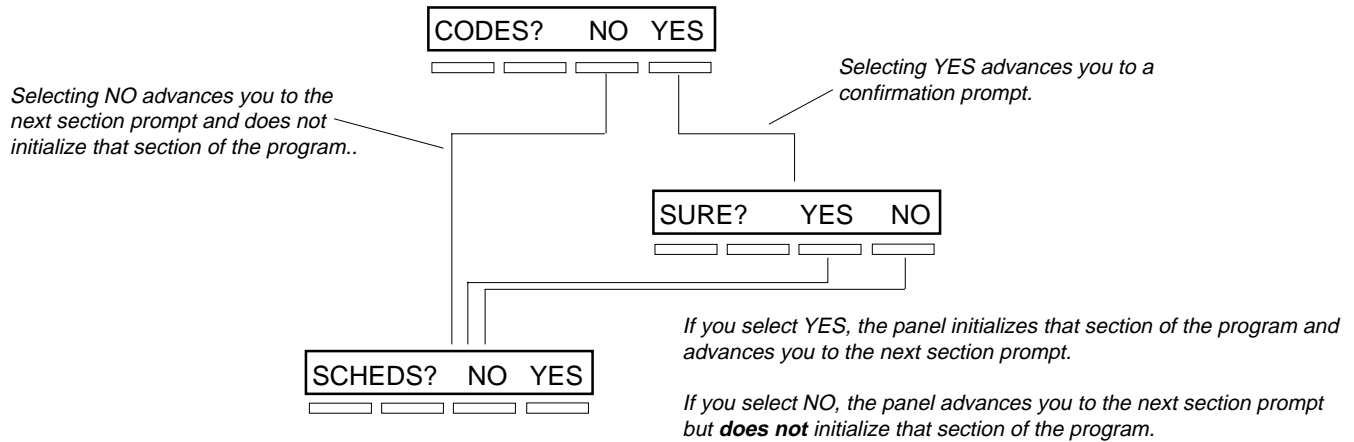 CODES? NO YES
Selecting YES advances you to a
confirmation prompt.
Selecting NO advances you to the
next section prompt and does not
initialize that section of the program..
SURE? YES NO
If you select YES, the panel initializes that section of the program and
advances you to the next section prompt.
SCHEDS? NO YES
If you select NO, the panel advances you to the next section prompt
but does not initialize that section of the program.